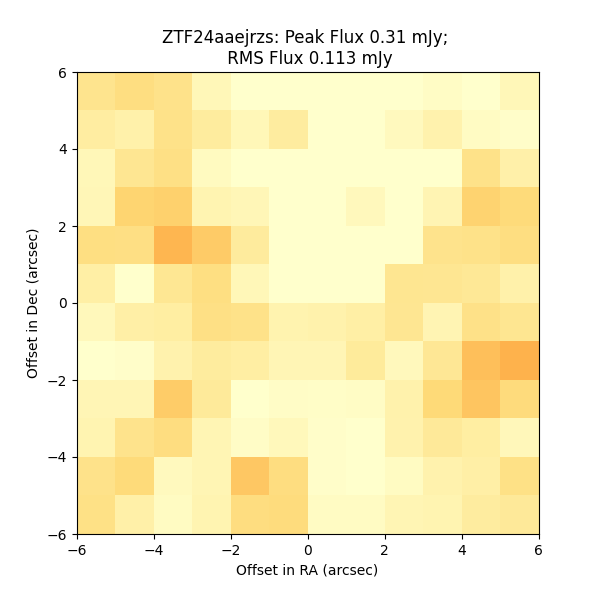 ZTF24aaejrzs: Peak Flux 0.31 mJy;
RMS Flux 0.113 mJy
6
4
2
0
−2
−4
−6
Offset in Dec (arcsec)
−6 −4 −2 0 2 4 6
Offset in RA (arcsec)